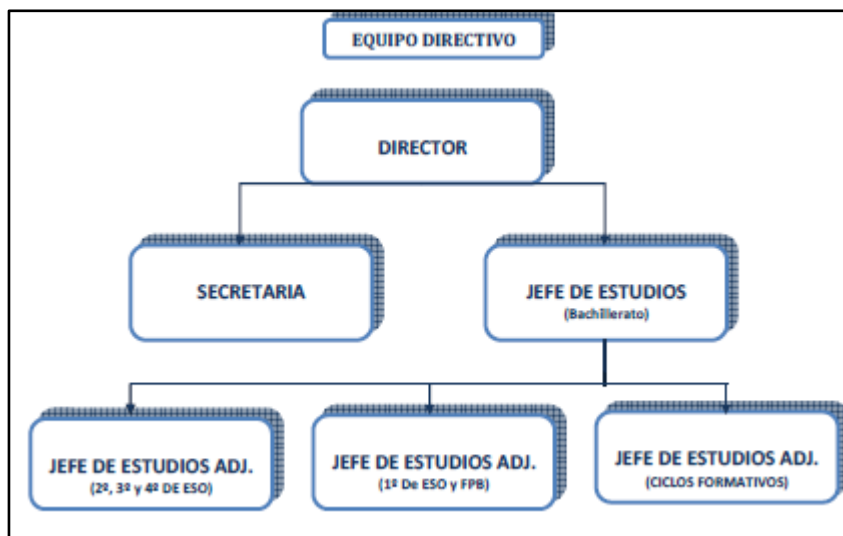 EQUIPO DIRECTIVO
DIRECTOR
SECRETARIA
JEFE DE ESTUDIOS
(Bachillerato)
JEFE DE ESTUDIOS ADJ.
(2º, 3º y 4º DE ESO)
JEFE DE ESTUDIOS ADJ.
(1º De ESO y FPB)
JEFE DE ESTUDIOS ADJ.
(CICLOS FORMATIVOS)